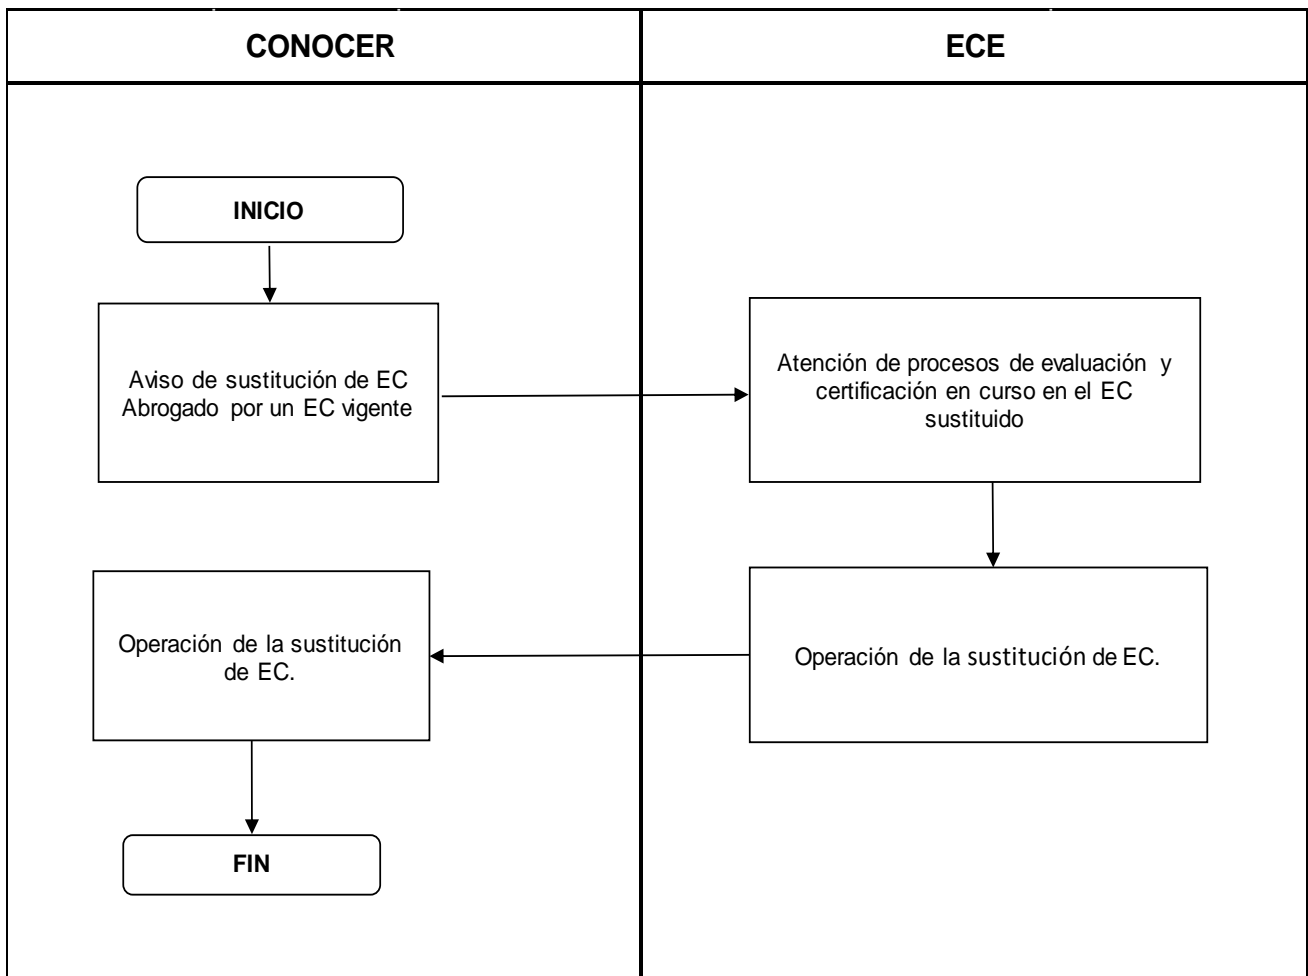 CONOCER
ECE
INICIO
Aviso de sustitución de EC
Abrogado por un EC vigente
Atención de procesos de evaluación y
certificación en curso en el EC
sustituido
Operación de la sustitución de EC.
Operación de la sustitución
de EC.
FIN